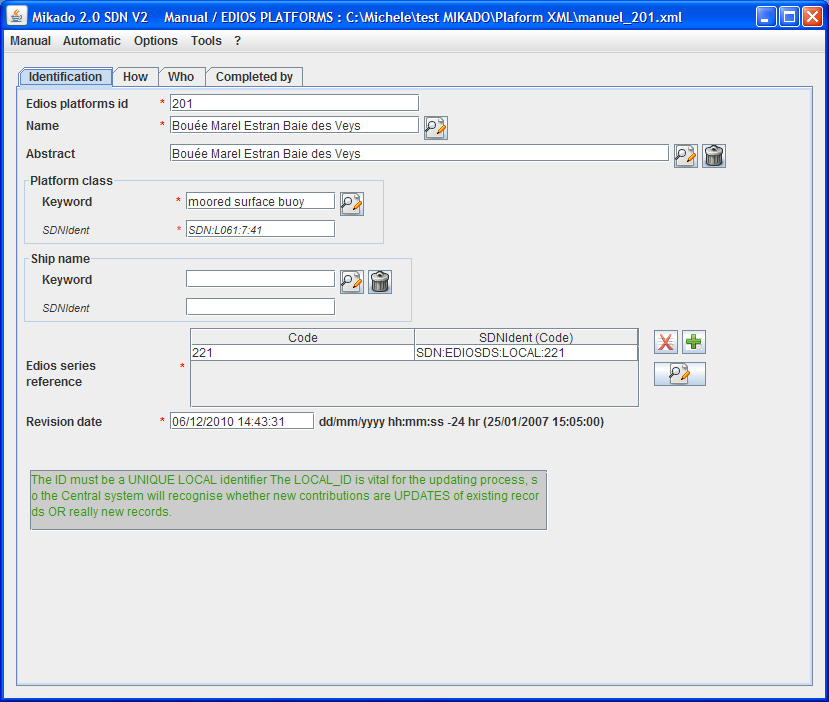 Mikado 2.0 SDN V2 Manual / EDIOS PLATFORMS : C:\Michele\test MIKADO\Plaform XML\manuel_201.xml
Manual Automatic Options Tools ?
Identification How Who Completed by
Edios platforms id * 201
Name * Bouée Marel Estran Baie des Veys
Abstract Bouée Marel Estran Baie des Veys
Platform class
Keyword * moored surface buoy
SDNIdent * SDN:L061:7:41
Ship name
Keyword
SDNIdent
Code SDNIdent (Code)
221 SDN:EDIOSDS:LOCAL:221
Edios series *
reference
Revision date * 06/12/2010 14:43:31 dd/mm/yyyy hh:mm:ss -24 hr (25/01/2007 15:05:00)
The ID must be a UNIQUE LOCAL identifier The LOCAL_ID is vital for the updating process, s
o the Central system will recognise whether new contributions are UPDATES of existing recor
ds OR really new records.